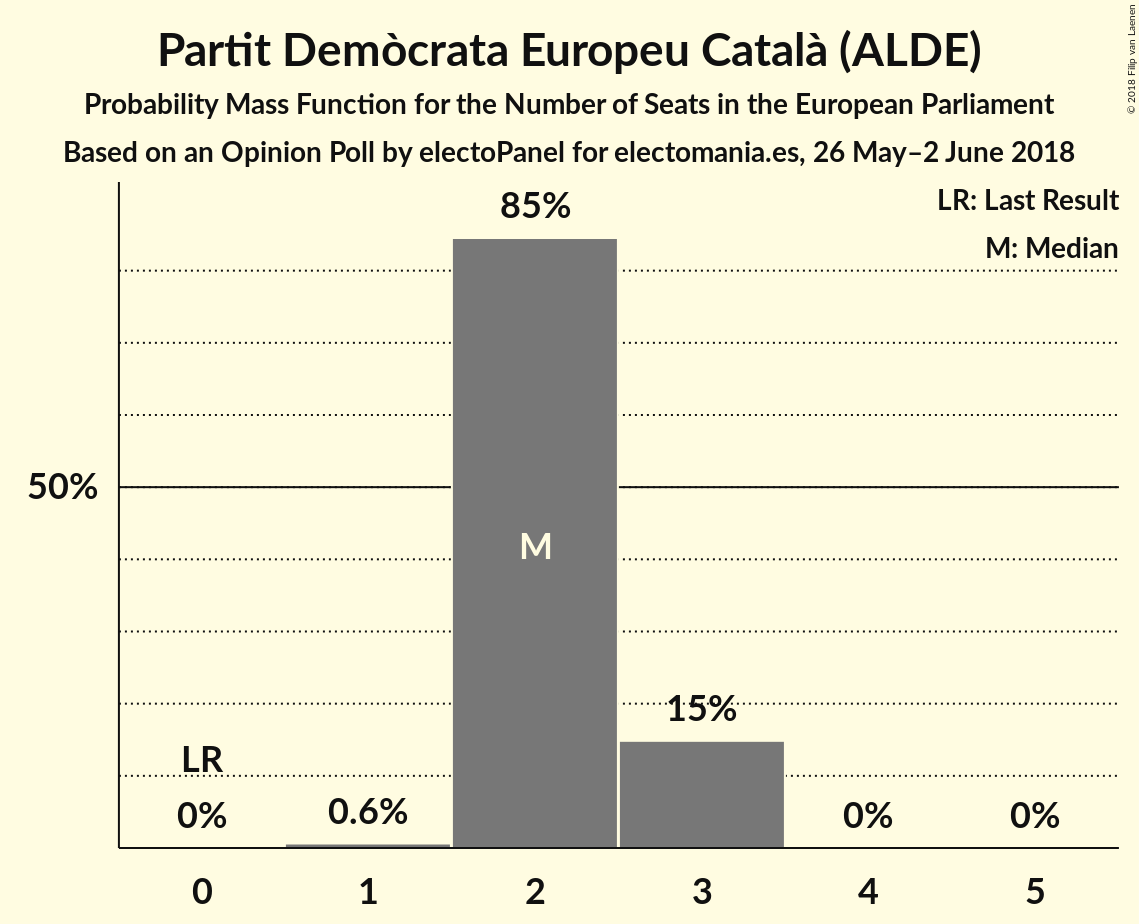 Partit Demòcrata Europeu Català (ALDE)
Probability Mass Function for the Number of Seats in the European Parliament
Based on an Opinion Poll by electoPanel for electomania.es, 26 May–2 June 2018
© 2018 Filip van Laenen
LR: Last Result
M: Median
85%
50%
M
15%
LR
0%
0.6%
0%
0%
0 1 2 3 4 5